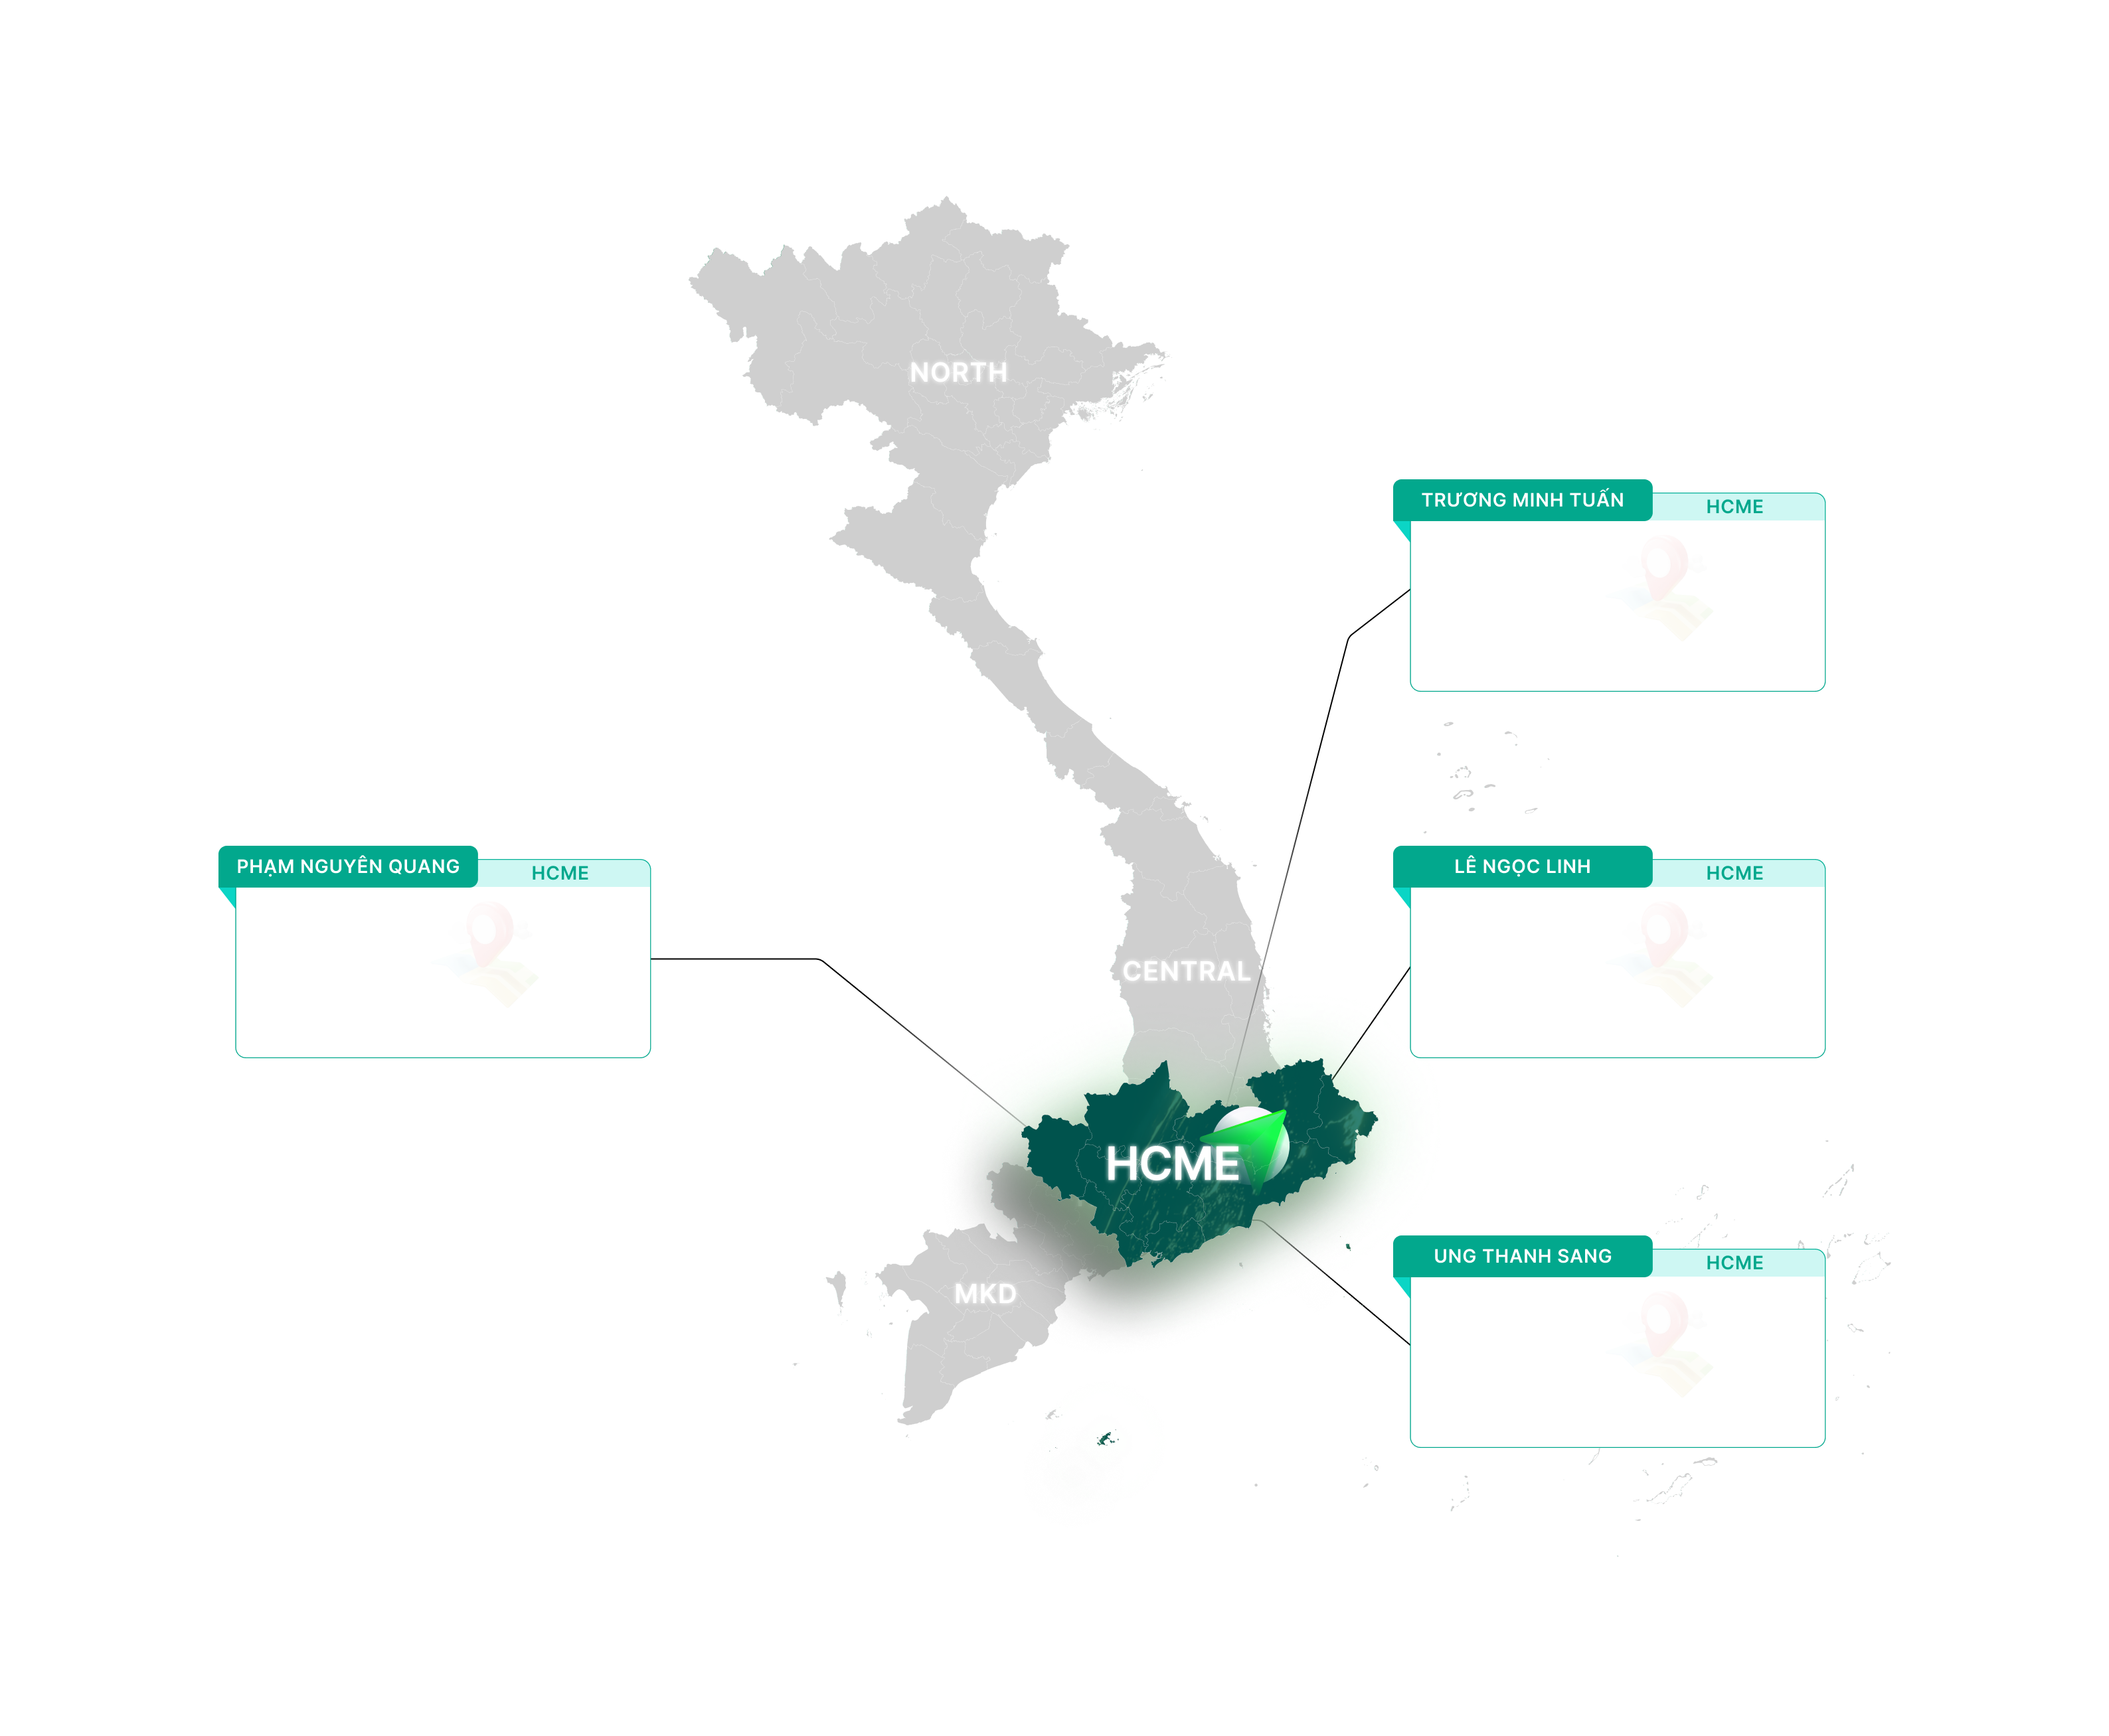 NORTH
TRƯƠNG MINH TUẤN
HCME
PHẠM NGUYÊN QUANG
HCME
LÊ NGỌC LINH
HCME
CENTRAL
HCME
UNG THANH SANG
HCME
MKD